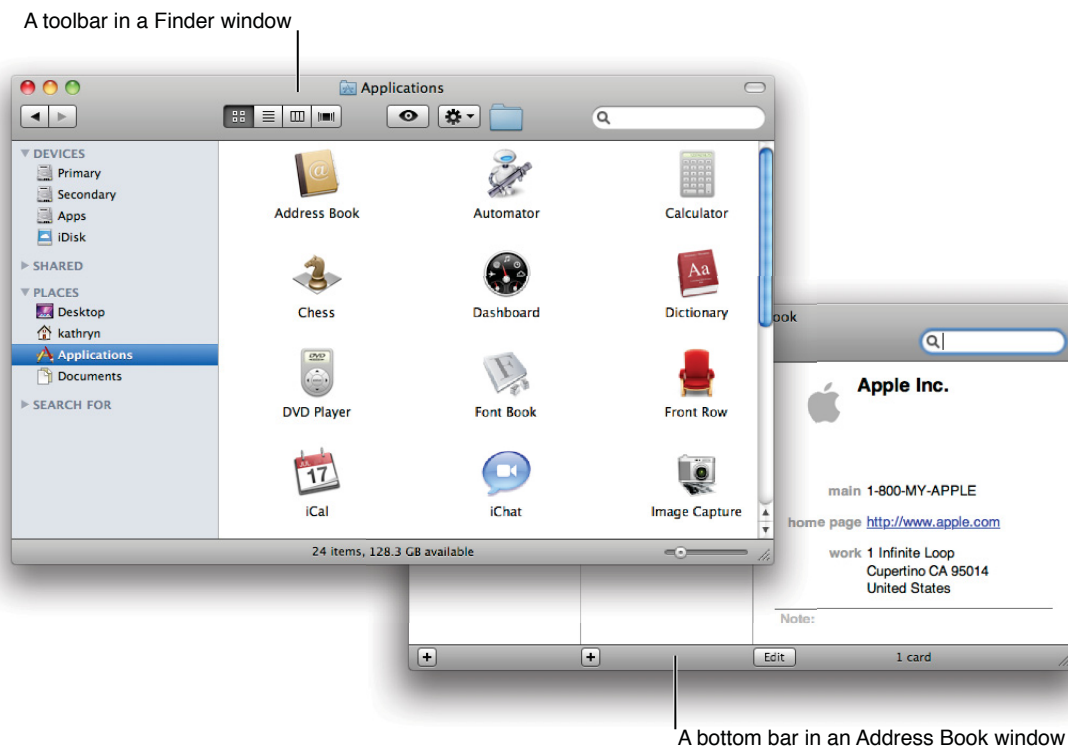 A toolbar in a Finder window
Applications
DEVICES
Primary
Secondary
Apps
iDisk
SHARED
PLACES
Desktop
kathryn
Applications
Documents
SEARCH FOR
Address Book
Automator
Calculator
Chess
Dashboard
Aa
Dictionary
DVD
DVD Player
F
Font Book
Front Row
17
iCal
iChat
Image Capture
24 items, 128.3 GB available
ook
Apple Inc.
main 1-800-MY-APPLE
home page http://www.apple.com
work 1 Infinite Loop
Cupertino CA 95014
United States
Note:
Edit
1 card
A bottom bar in an Address Book window